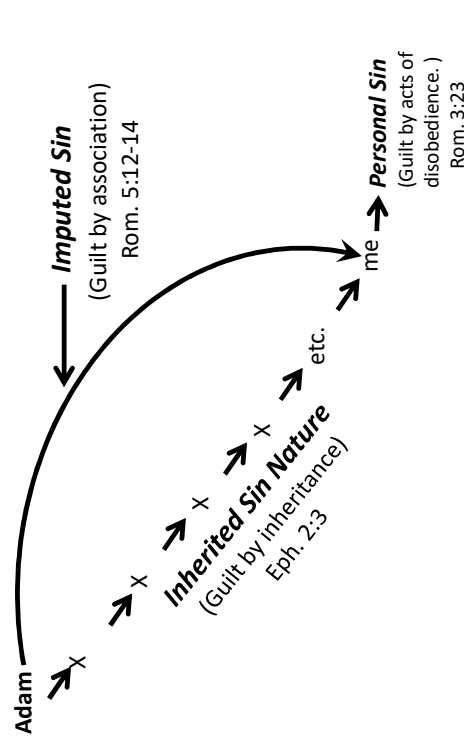 Adam
Imputed Sin
(Guilt by association)
Rom. 5:12-14
X
X
X
X
etc.
me
Inherited Sin Nature
(Guilt by inheritance)
Eph. 2:3
Personal Sin
(Guilt by acts of
disobedience. )
Rom. 3:23